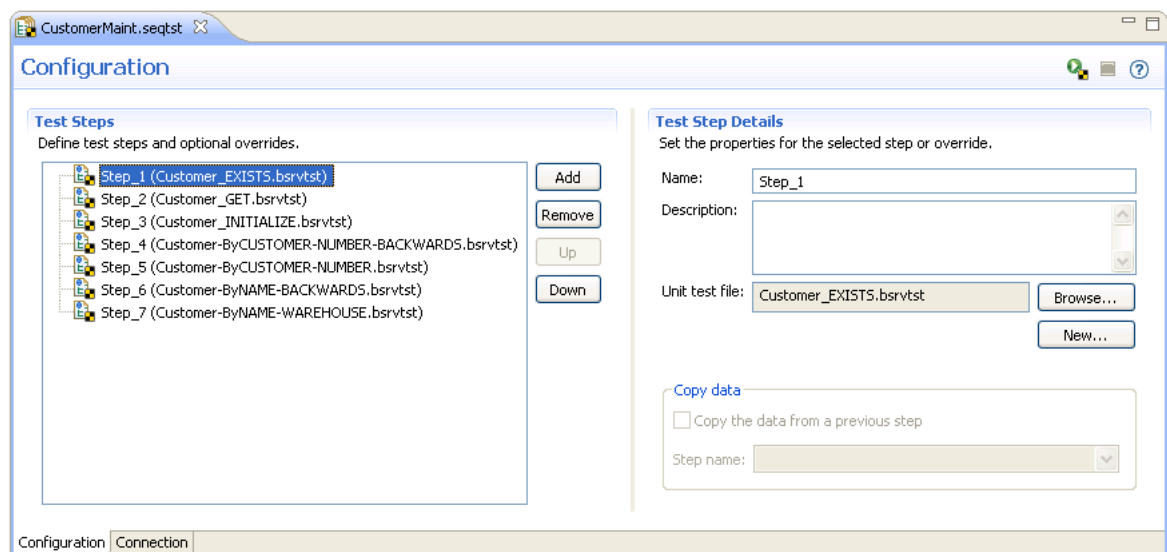 CustomerMaint.seqtst
Configuration
Test Steps
Define test steps and optional overrides.
Step_1 (Customer_EXISTS.bsrvtst)
Step_2 (Customer_GET.bsrvtst)
Step_3 (Customer_INITIALIZE.bsrvtst)
Step_4 (Customer-ByCUSTOMER-NUMBER-BACKWARDS.bsrvtst)
Step_5 (Customer-ByCUSTOMER-NUMBER.bsrvtst)
Step_6 (Customer-ByNAME-BACKWARDS.bsrvtst)
Step_7 (Customer-ByNAME-WAREHOUSE.bsrvtst)
Add
Remove
Up
Down
Test Step Details
Set the properties for the selected step or override.
Name: Step_1
Description:
Unit test file: Customer_EXISTS.bsrvtst Browse...
New...
Copy data
Copy the data from a previous step
Step name:
Configuration Connection